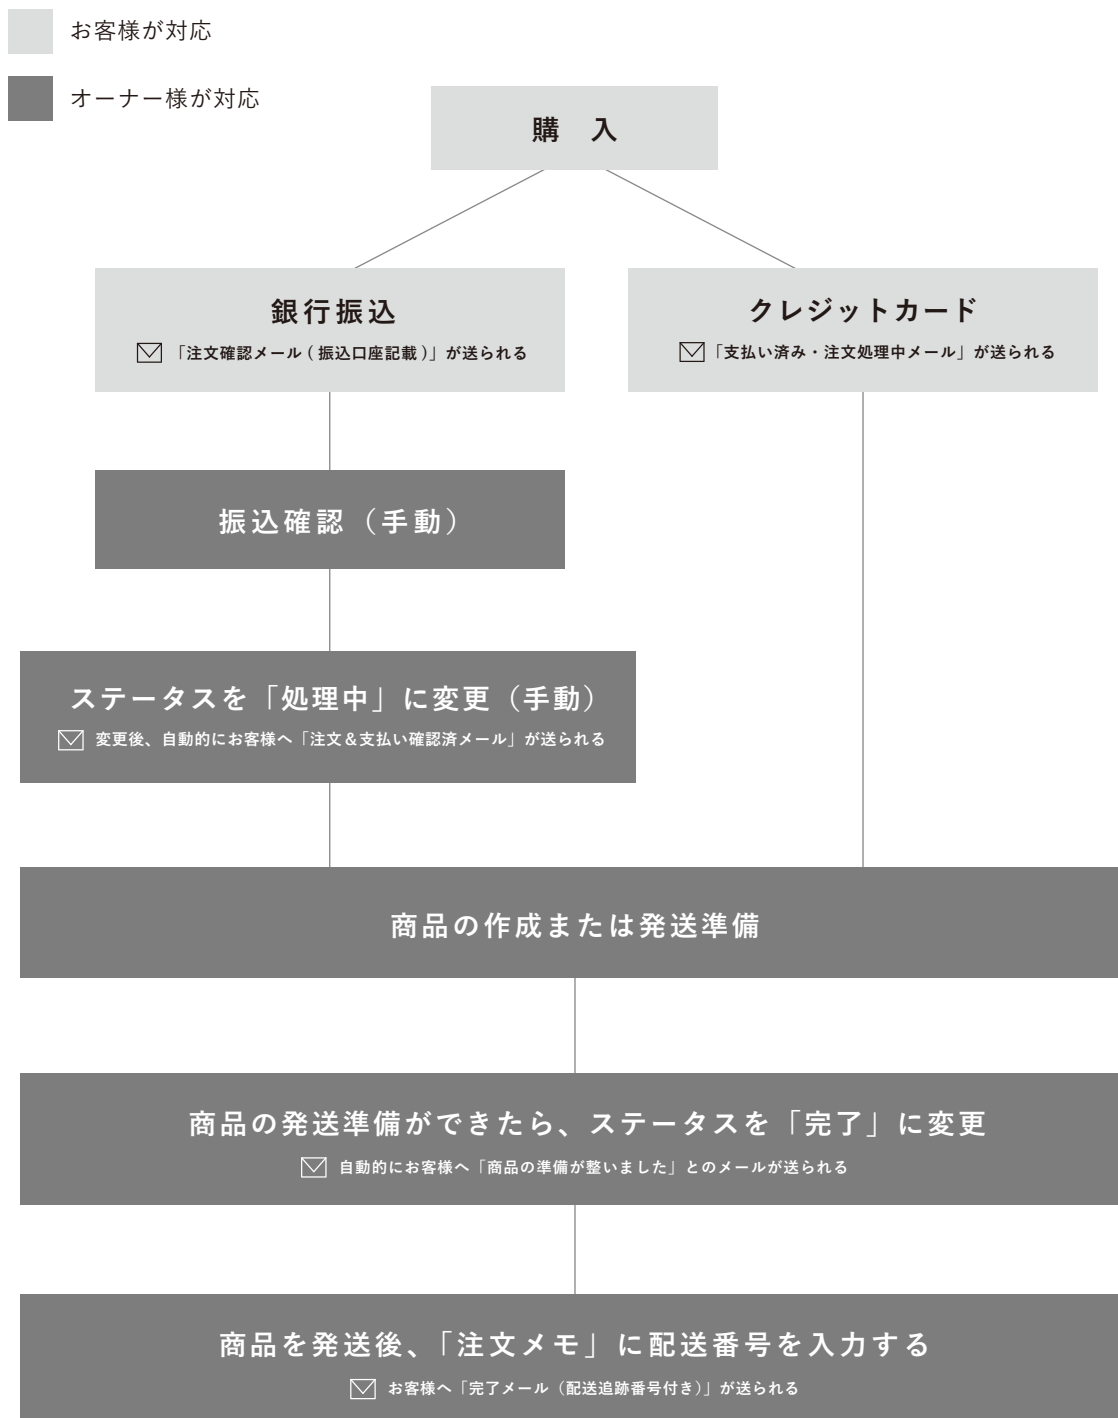 お客様が対応
オーナー様が対応
購　入
銀行振込
「注文確認メール ( 振込口座記載 )」が送られる
クレジットカード
「支払い済み・注文処理中メール」が送られる
振込確認（手動）
ステータスを「処理中」に変更（手動）
変更後、自動的にお客様へ「注文＆支払い確認済メール」が送られる
商品の作成または発送準備
商品の発送準備ができたら、ステータスを「完了」に変更
自動的にお客様へ「商品の準備が整いました」とのメールが送られる
商品を発送後、「注文メモ」に配送番号を入力する
お客様へ「完了メール（配送追跡番号付き）」が送られる